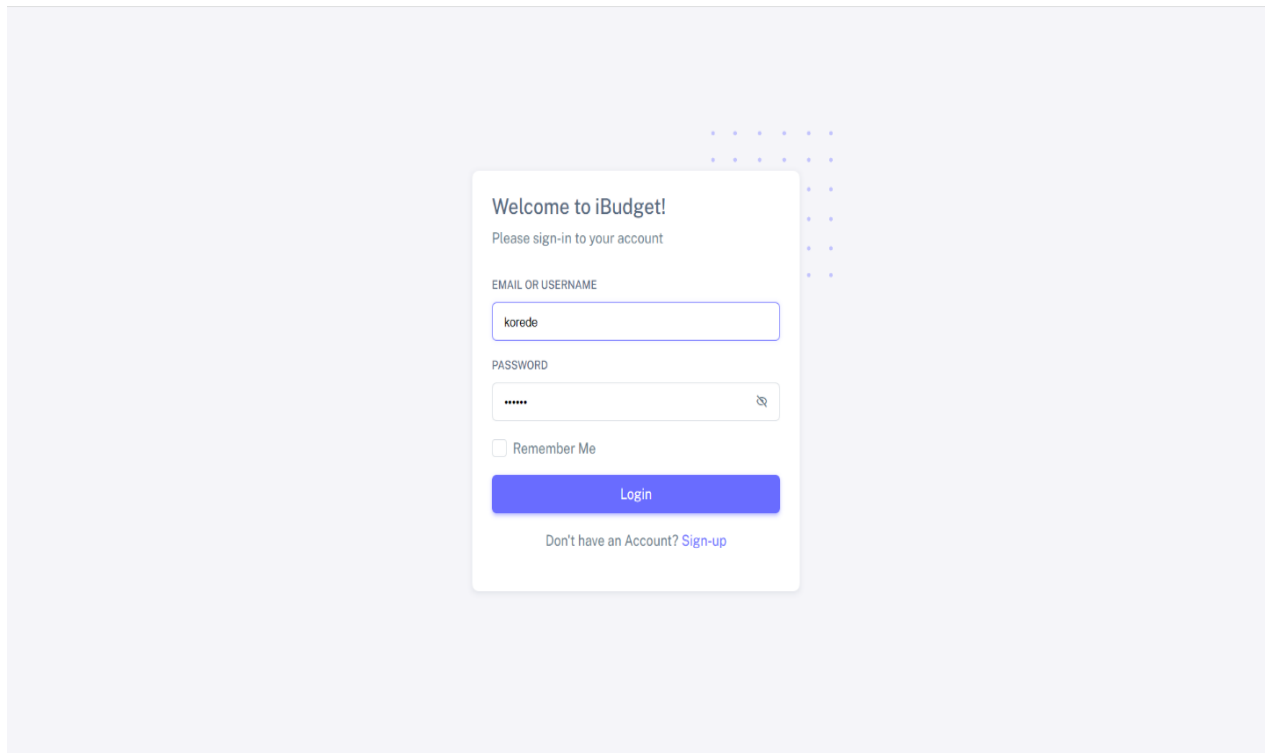 Welcome to iBudget!
Please sign-in to your account
EMAIL OR USERNAME
korede
PASSWORD
••••••
Remember Me
Login
Don't have an Account? Sign-up